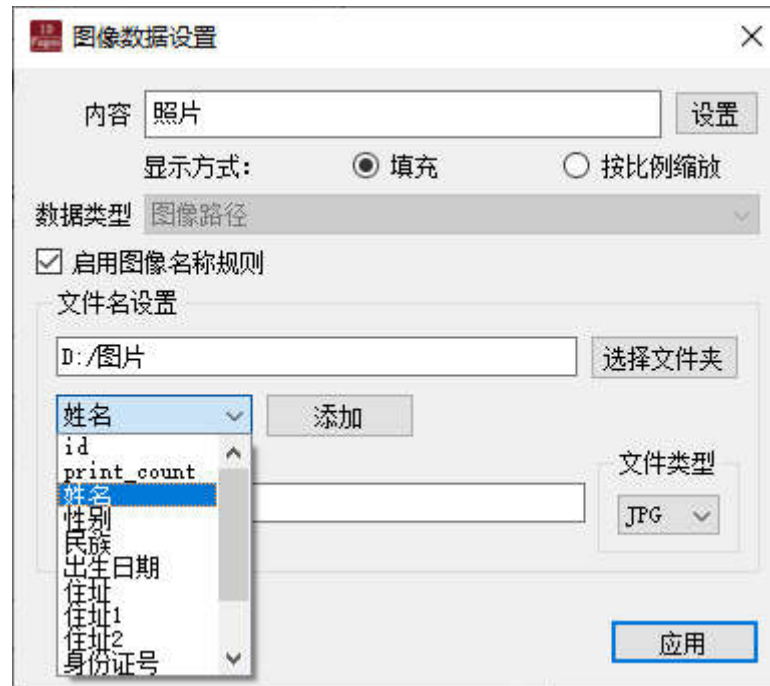 图像数据设置
内容 照片 设置
显示方式: 填充 按比例缩放
数据类型 图像路径
启用图像名称规则
文件名设置
D:/图片 选择文件夹
姓名 添加
id
print_count
姓名
性别
民族
出生日期
住址
住址1
住址2
身份证号
文件类型
JPG
应用